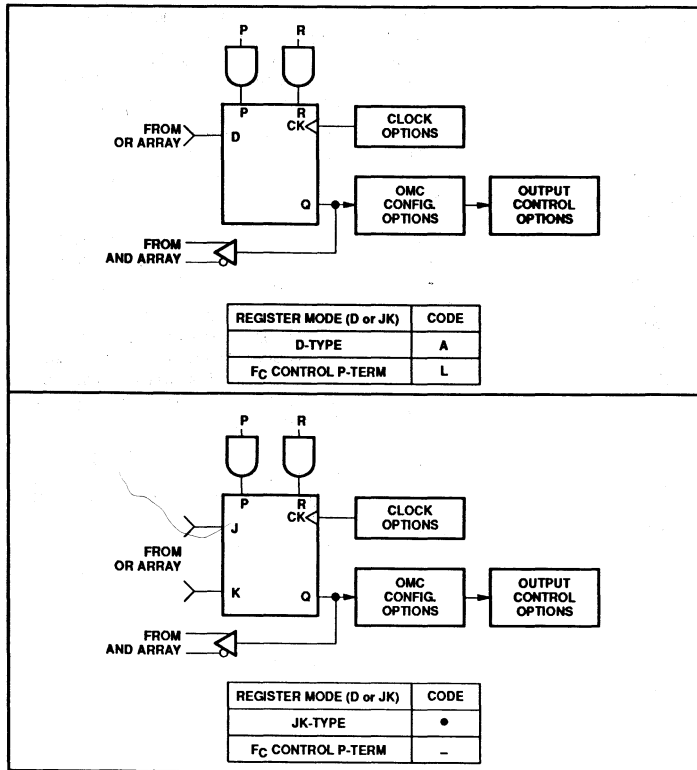 P R
P R
CK
FROM
OR ARRAY
D
CLOCK
OPTIONS
Q
OMC
CONFIG.
OPTIONS
OUTPUT
CONTROL
OPTIONS
FROM
AND ARRAY
REGISTER MODE (D or JK) CODE
D-TYPE A
FC CONTROL P-TERM L
P R
P R
CK
J
FROM
OR ARRAY
K
CLOCK
OPTIONS
Q
OMC
CONFIG.
OPTIONS
OUTPUT
CONTROL
OPTIONS
FROM
AND ARRAY
REGISTER MODE (D or JK) CODE
JK-TYPE •
FC CONTROL P-TERM –